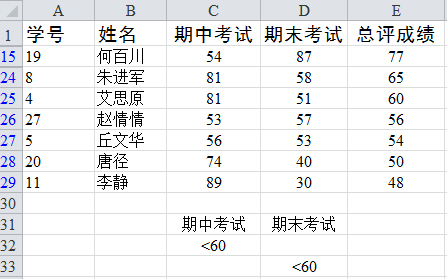 A B C D E
1 学号 姓名 期中考试 期末考试 总评成绩
15 19 何百川 54 87 77
24 8 朱进军 81 58 65
25 4 艾思原 81 51 60
26 27 赵情情 53 57 56
27 5 丘文华 56 53 54
28 20 唐径 74 40 50
29 11 李静 89 30 48
30
31 期中考试 期末考试
32 <60
33 <60